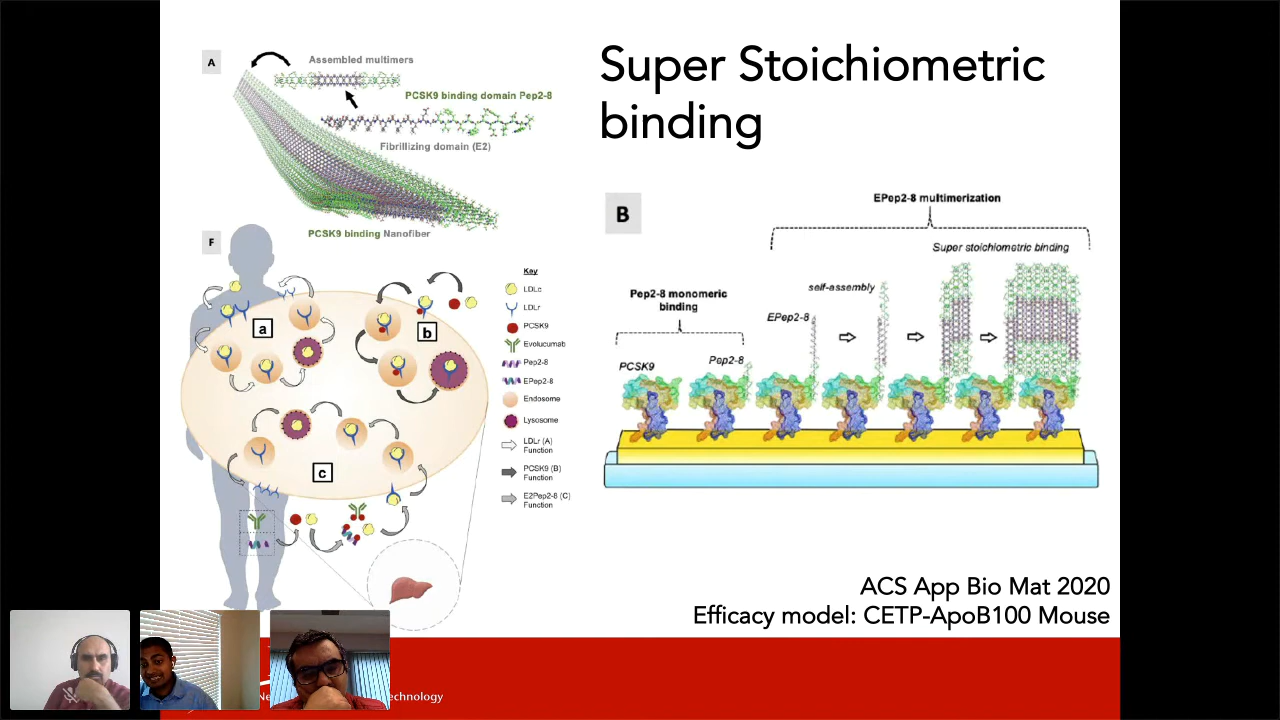 Super Stoichiometric
binding
A
Assembled multimers
PCSK9 binding domain Pep2-8
Fibrillizing domain (E2)
PCSK9 binding Nanofiber
F
a
b
c
Key
LDLc
LDLr
PCSK9
Evolucumab
Pep2-8
EPep2-8
Endosome
Lysosome
LDLr (A)
Function
PCSK9 (B)
Function
E2Pep2-8 (C)
Function
B
EPep2-8 multimerization
Super stoichiometric binding
Pep2-8 monomeric
binding
self-assembly
EPep2-8
PCSK9
Pep2-8
ACS App Bio Mat 2020
Efficacy model: CETP-ApoB100 Mouse